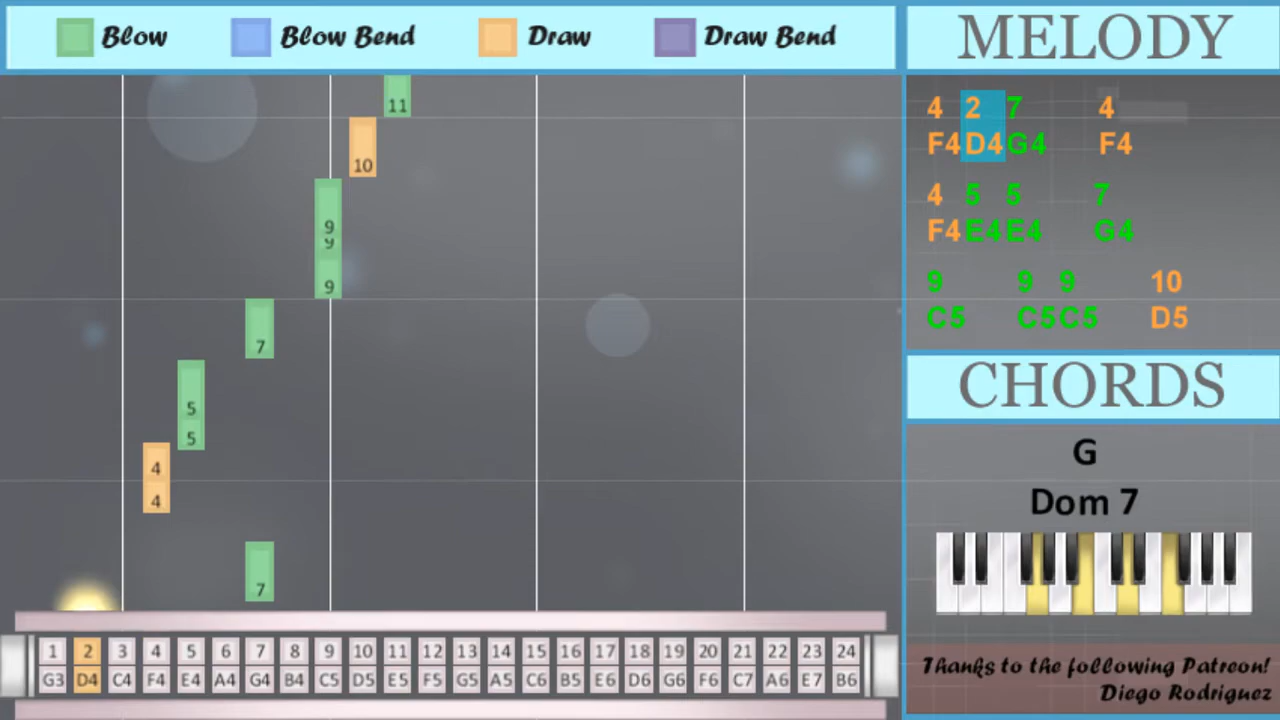 Blow Blow Bend Draw Draw Bend
MELODY
4 2 7 4
F4 D4 G4 F4
4 5 5 7
F4 E4 E4 G4
9 9 9 10
C5 C5 C5 D5
CHORDS
G
Dom 7
Thanks to the following Patreon!
Diego Rodriguez
11
10
9
9
9
7
5
5
4
4
7
1 2 3 4 5 6 7 8 9 10 11 12 13 14 15 16 17 18 19 20 21 22 23 24
G3 D4 C4 F4 E4 A4 G4 B4 C5 D5 E5 F5 G5 A5 C6 B5 E6 D6 G6 F6 C7 A6 E7 B6